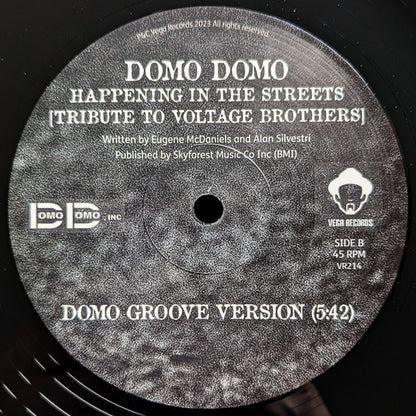 P&C Vega Records 2023 All rights reserved.
DOMO DOMO
HAPPENING IN THE STREETS
[TRIBUTE TO VOLTAGE BROTHERS]
Written by Eugene McDaniels and Alan Silvestri
Published by Skyforest Music Co Inc (BMI)
DOMO DOMO, INC
VEGA RECORDS
SIDE B
45 RPM
VR214
DOMO GROOVE VERSION (5:42)